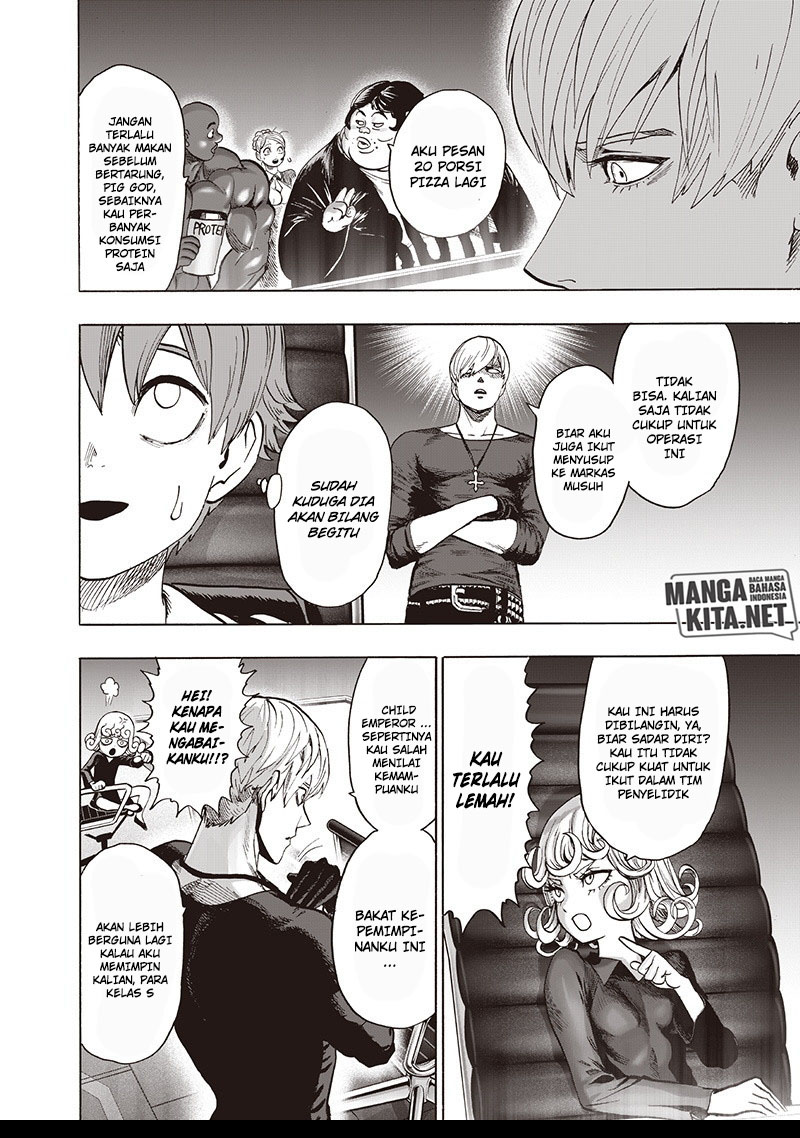 AKU PESAN
20 PORSI
PIZZA LAGI
JANGAN
TERLALU
BANYAK MAKAN
SEBELUM
BERTARUNG,
PIG GOD,
SEBAIKNYA
KAU PER-
BANYAK
KONSUMSI
PROTEIN
SAJA
PROTEI
TIDAK
BISA. KALIAN
SAJA TIDAK
CUKUP UNTUK
OPERASI
INI
BIAR AKU
JUGA IKUT
MENYUSUP
KE MARKAS
MUSUH
SUDAH
KUDUGA DIA
AKAN BILANG
BEGITU
MANGA
KITA.NET
BACA MANGA
BAHASA
INDONESIA
KAU INI HARUS
DIBILANGIN, YA,
BIAR SADAR DIRI?
KAU ITU TIDAK
CUKUP KUAT UNTUK
IKUT DALAM TIM
PENYELIDIK
KAU
TERLALU
LEMAH!
CHILD
EMPEROR ...
SEPERTINYA
KAU SALAH
MENILAI
KEMAM-
PUANKU
HEI!
KENAPA
KAU ME-
NGABAI-
KANKU!!?
BAKAT KE-
PEMIMPI-
NANKU INI
...
AKAN LEBIH
BERGUNA LAGI
KALAU AKU
MEMIMPIN
KALIAN, PARA
KELAS S